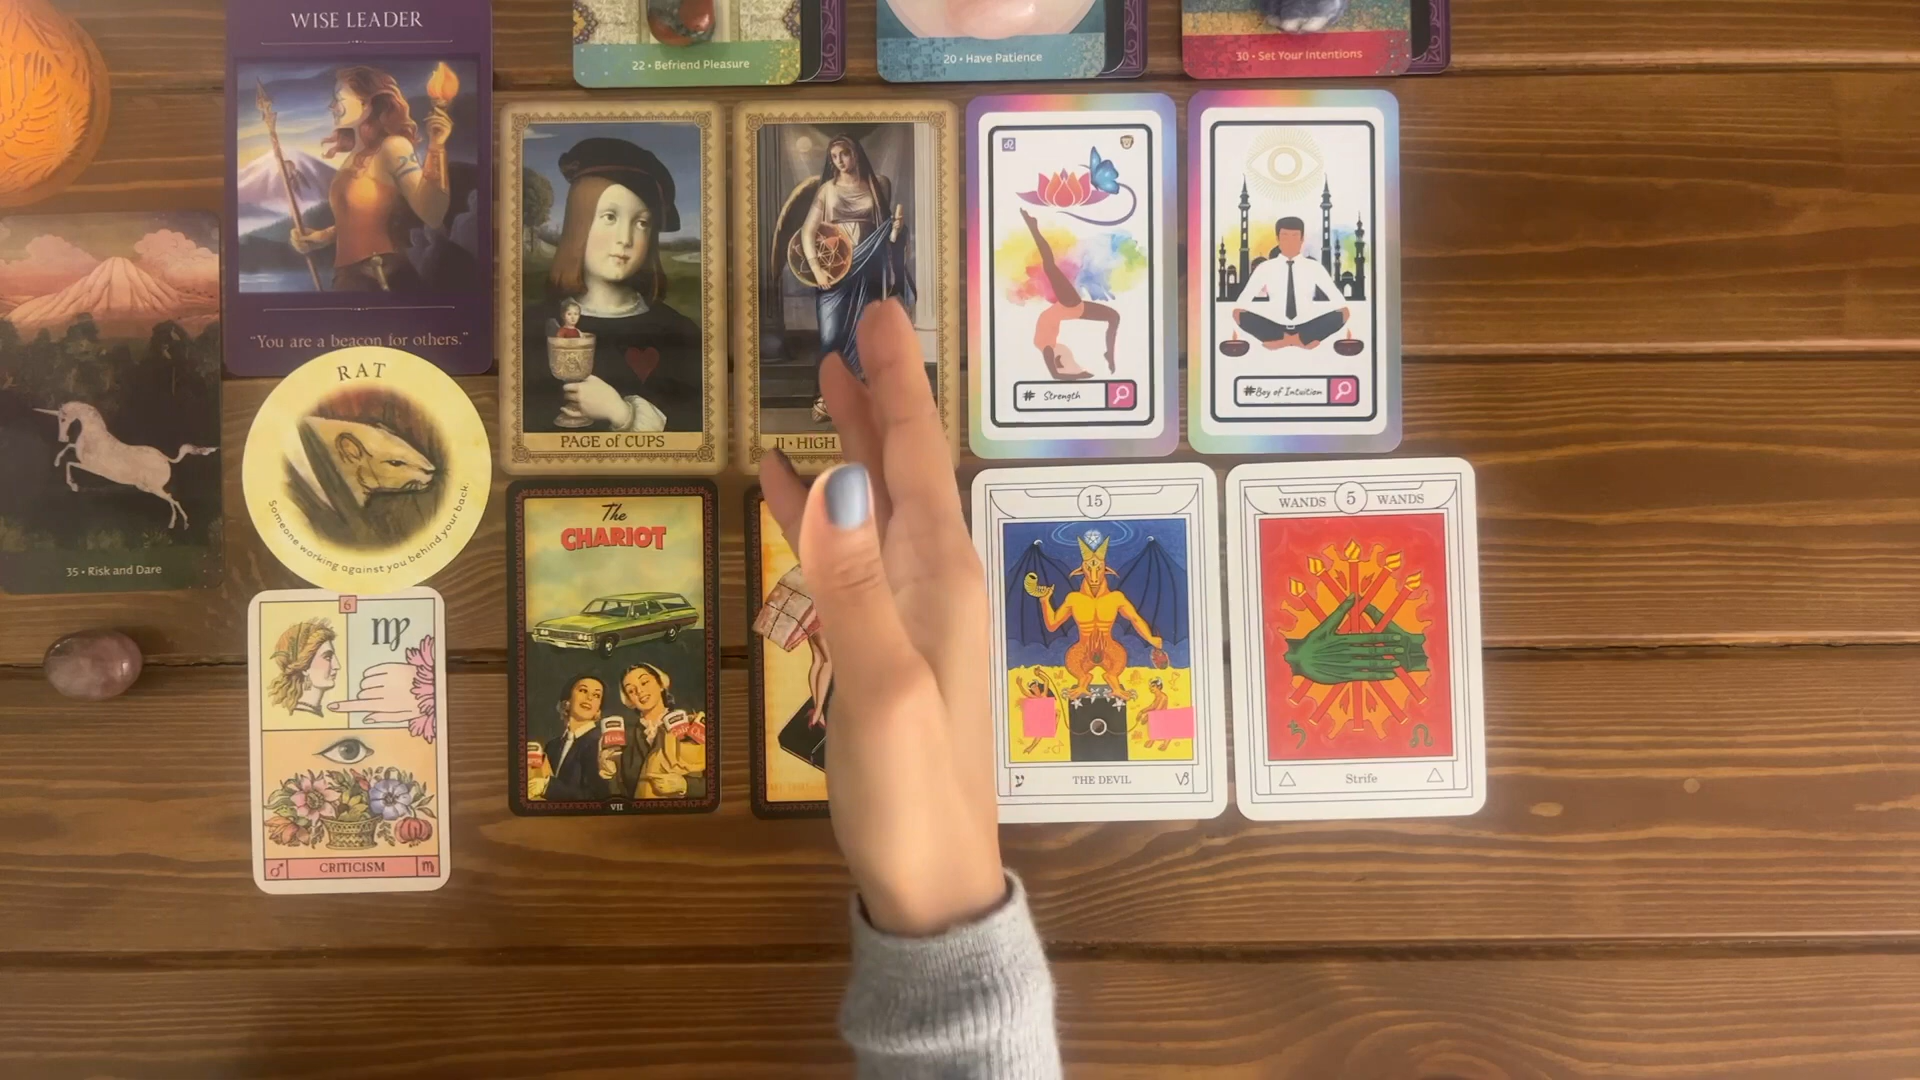 WISE LEADER
22 • Befriend Pleasure
20 • Have Patience
30 • Set Your Intentions
"You are a beacon for others."
PAGE of CUPS
II • HIGH
# Strength
#Boy of Intuition
RAT
Someone working against you behind your back.
35 • Risk and Dare
The
CHARIOT
VII
15
THE DEVIL
WANDS 5 WANDS
Strife
6
CRITICISM